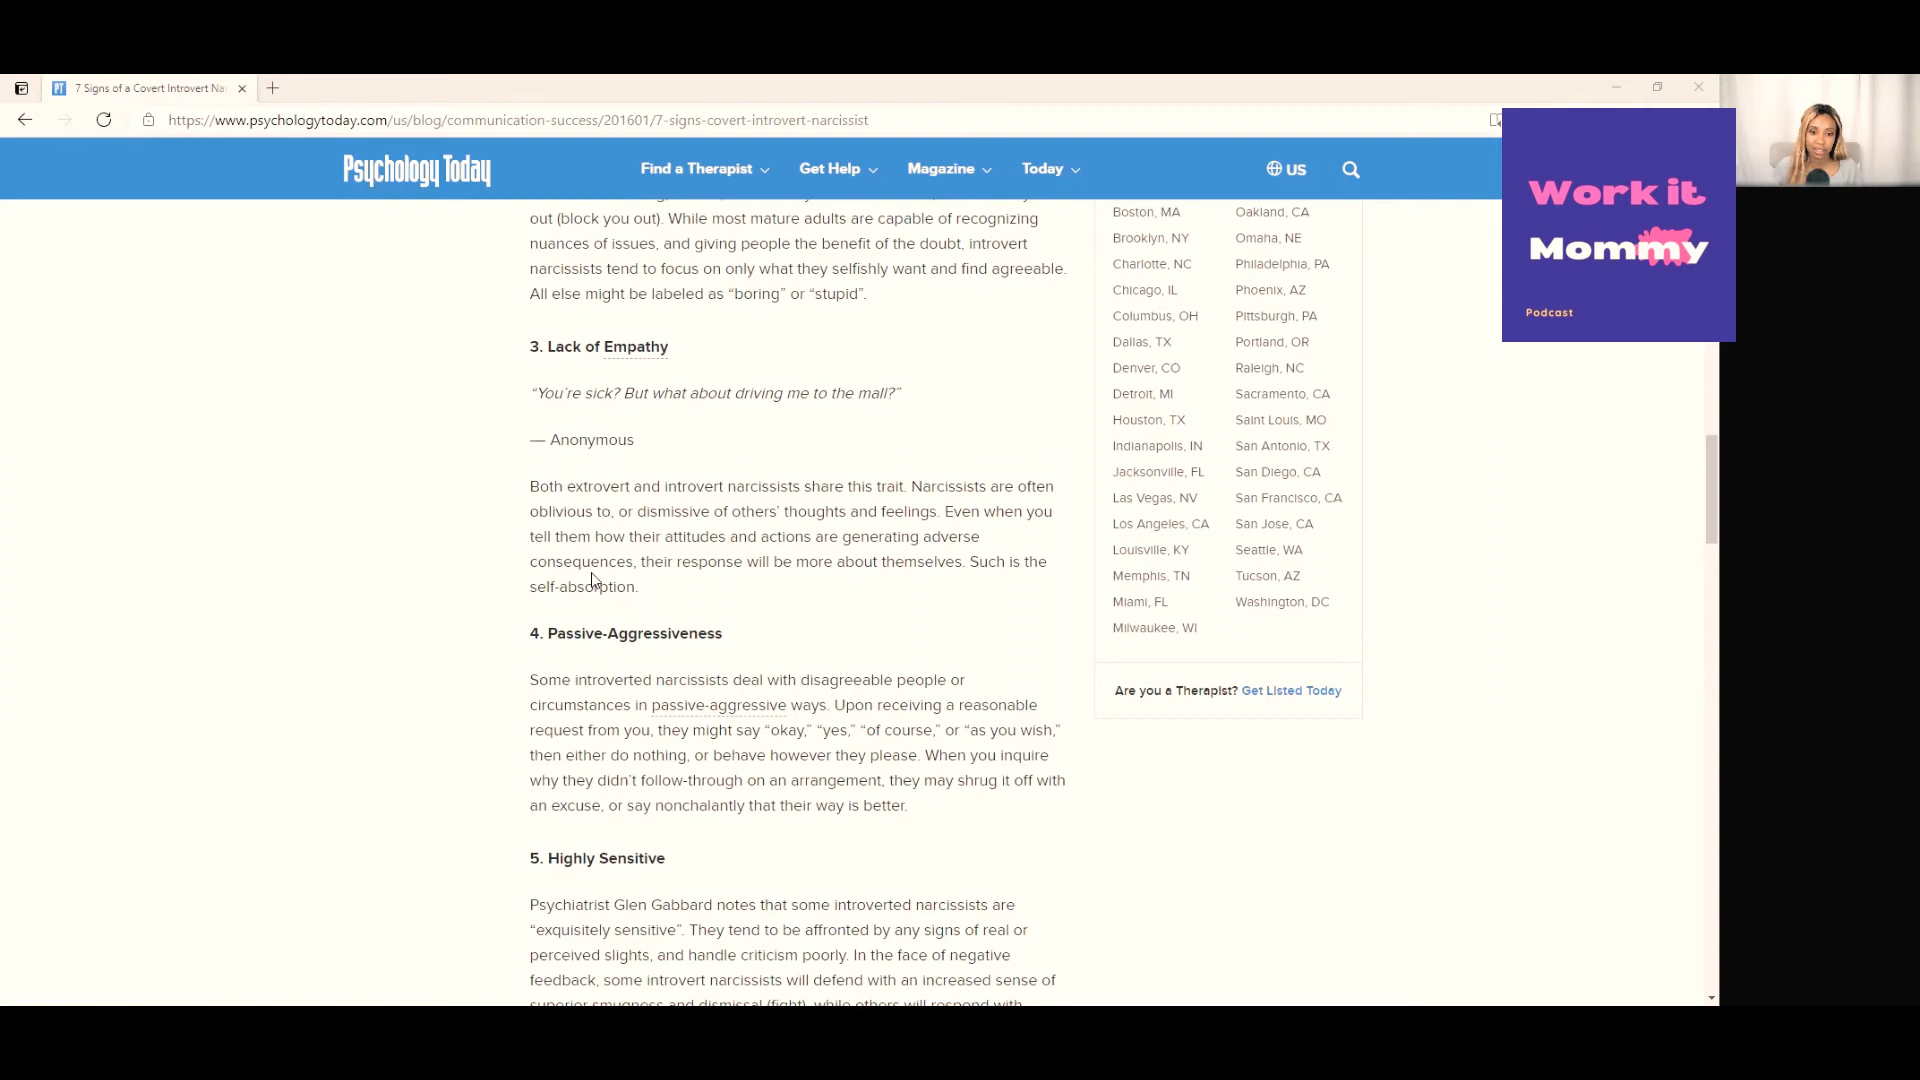 7 Signs of a Covert Introvert Na
https://www.psychologytoday.com/us/blog/communication-success/201601/7-signs-covert-introvert-narcissist
Psychology Today
Find a Therapist
Get Help
Magazine
Today
US
Work it
Mommy
Podcast
out (block you out). While most mature adults are capable of recognizing
nuances of issues, and giving people the benefit of the doubt, introvert
narcissists tend to focus on only what they selfishly want and find agreeable.
All else might be labeled as “boring” or “stupid”.
3. Lack of Empathy
“You’re sick? But what about driving me to the mall?”
— Anonymous
Both extrovert and introvert narcissists share this trait. Narcissists are often
oblivious to, or dismissive of others’ thoughts and feelings. Even when you
tell them how their attitudes and actions are generating adverse
consequences, their response will be more about themselves. Such is the
self-absorption.
4. Passive-Aggressiveness
Some introverted narcissists deal with disagreeable people or
circumstances in passive-aggressive ways. Upon receiving a reasonable
request from you, they might say “okay,” “yes,” “of course,” or “as you wish,”
then either do nothing, or behave however they please. When you inquire
why they didn’t follow-through on an arrangement, they may shrug it off with
an excuse, or say nonchalantly that their way is better.
5. Highly Sensitive
Psychiatrist Glen Gabbard notes that some introverted narcissists are
“exquisitely sensitive”. They tend to be affronted by any signs of real or
perceived slights, and handle criticism poorly. In the face of negative
feedback, some introvert narcissists will defend with an increased sense of
superior smugness and dismissal (fight), while others will respond with
Boston, MA
Brooklyn, NY
Charlotte, NC
Chicago, IL
Columbus, OH
Dallas, TX
Denver, CO
Detroit, MI
Houston, TX
Indianapolis, IN
Jacksonville, FL
Las Vegas, NV
Los Angeles, CA
Louisville, KY
Memphis, TN
Miami, FL
Milwaukee, WI
Oakland, CA
Omaha, NE
Philadelphia, PA
Phoenix, AZ
Pittsburgh, PA
Portland, OR
Raleigh, NC
Sacramento, CA
Saint Louis, MO
San Antonio, TX
San Diego, CA
San Francisco, CA
San Jose, CA
Seattle, WA
Tucson, AZ
Washington, DC
Are you a Therapist? Get Listed Today